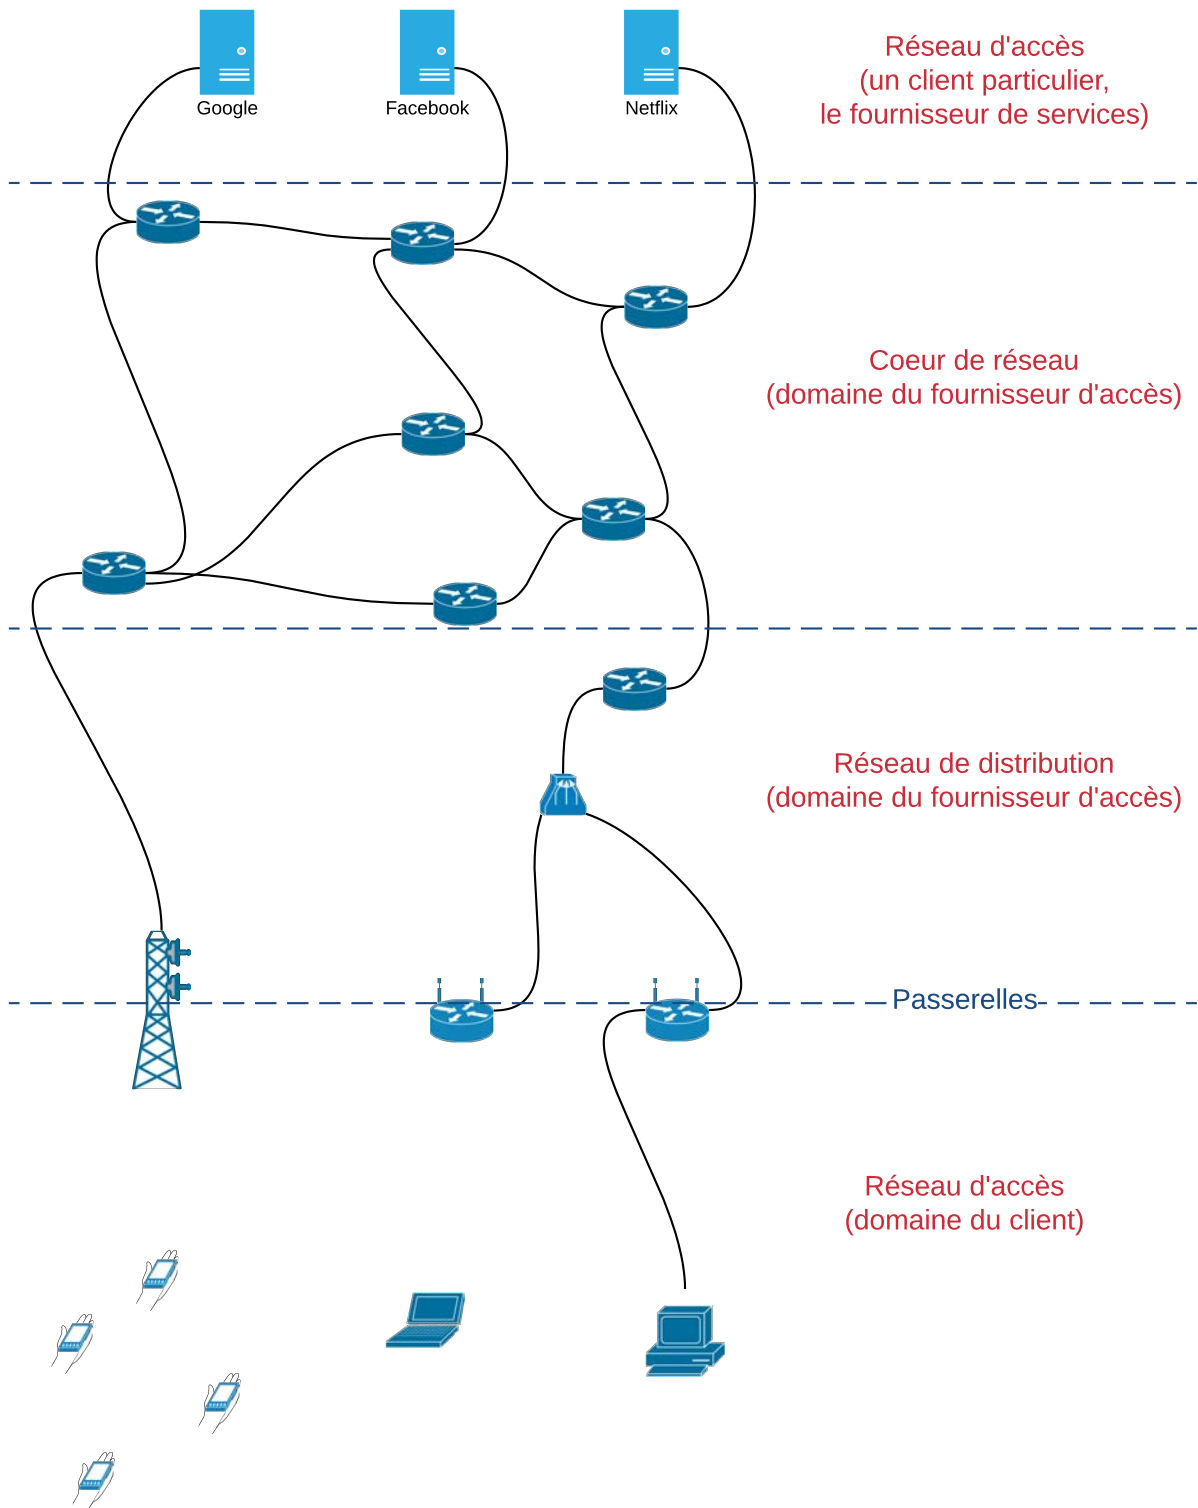 Réseau d'accès
(un client particulier,
le fournisseur de services)
Google
Facebook
Netflix
Coeur de réseau
(domaine du fournisseur d'accès)
Réseau de distribution
(domaine du fournisseur d'accès)
Passerelles
Réseau d'accès
(domaine du client)